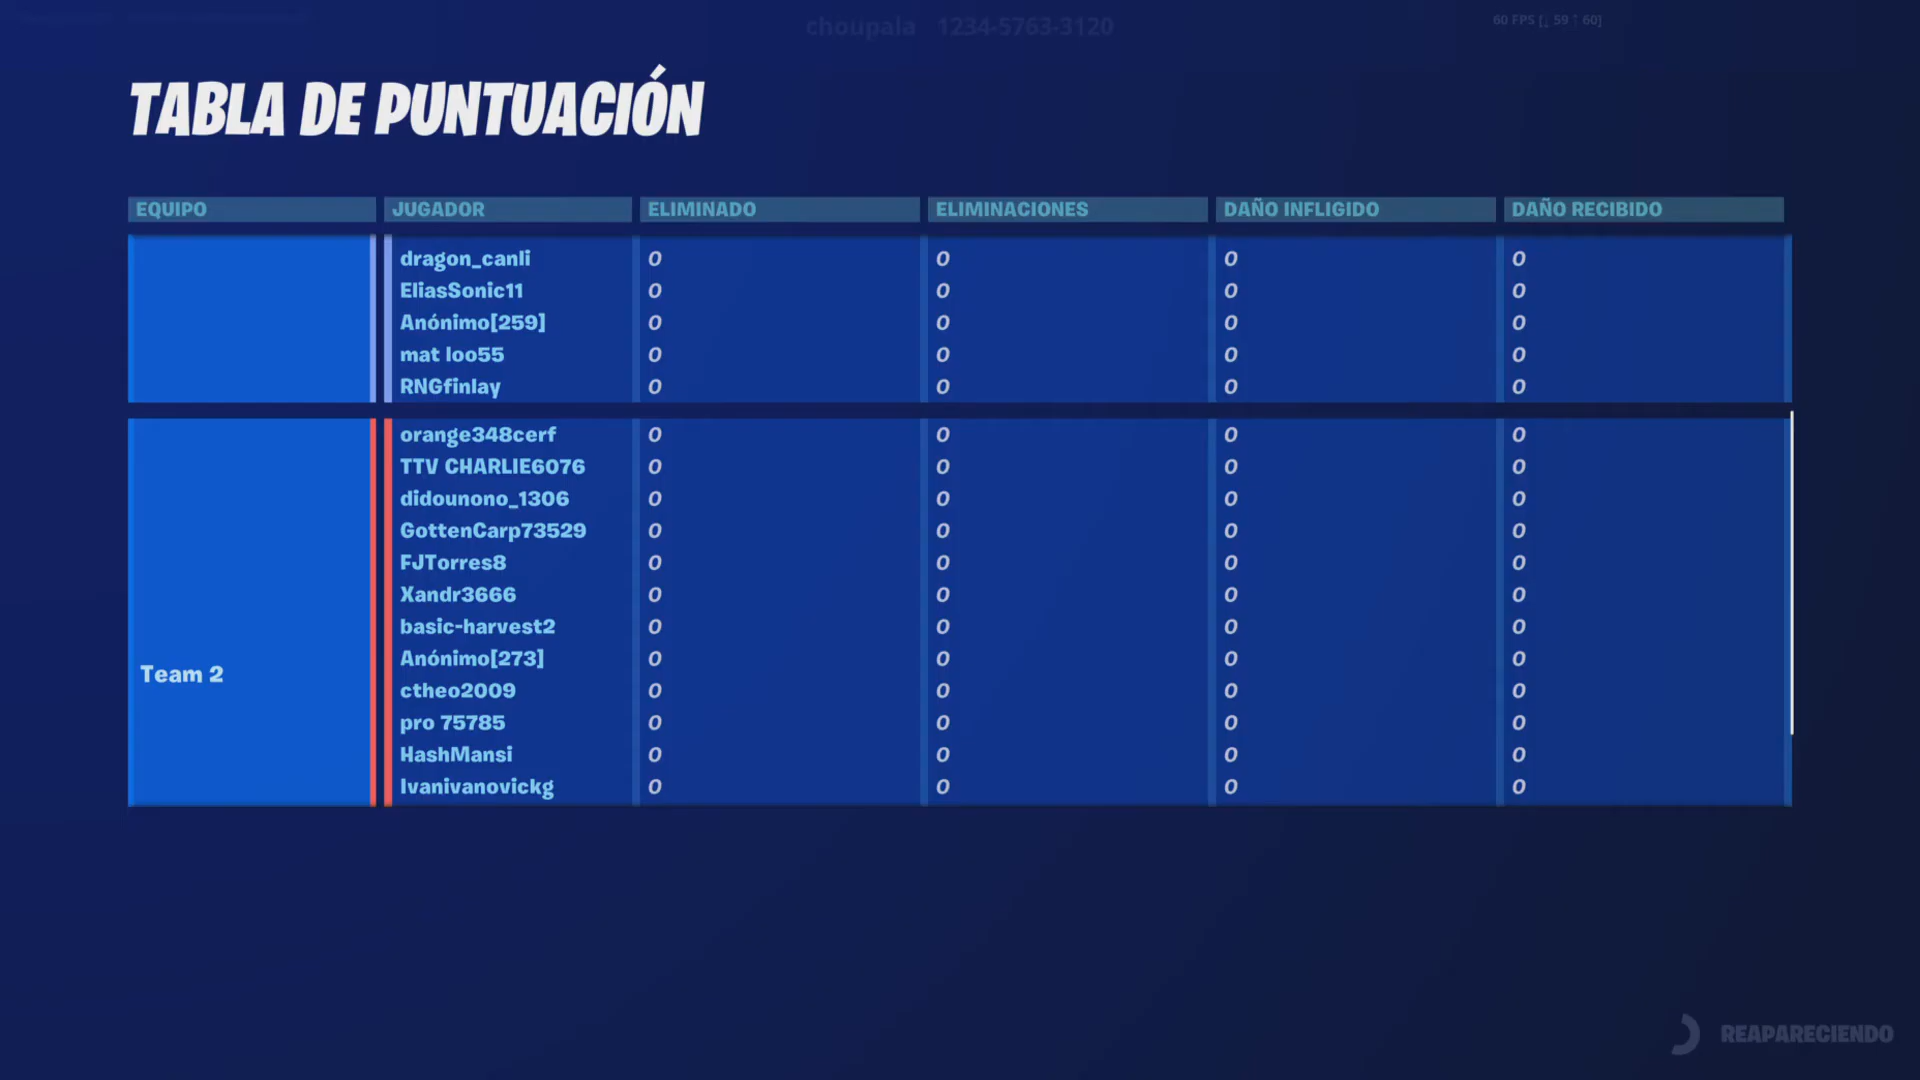 choupala 1234-5763-3120
60 FPS [↓ 59 ↑ 60]
TABLA DE PUNTUACIÓN
EQUIPO JUGADOR ELIMINADO ELIMINACIONES DAÑO INFLIGIDO DAÑO RECIBIDO
dragon_canli 0 0 0 0
EliasSonic11 0 0 0 0
Anónimo[259] 0 0 0 0
mat loo55 0 0 0 0
RNGfinlay 0 0 0 0
orange348cerf 0 0 0 0
TTV CHARLIE6076 0 0 0 0
didounono_1306 0 0 0 0
GottenCarp73529 0 0 0 0
FJTorres8 0 0 0 0
Xandr3666 0 0 0 0
basic-harvest2 0 0 0 0
Anónimo[273] 0 0 0 0
Team 2
ctheo2009 0 0 0 0
pro 75785 0 0 0 0
HashMansi 0 0 0 0
Ivanivanovickg 0 0 0 0
REAPARECIENDO